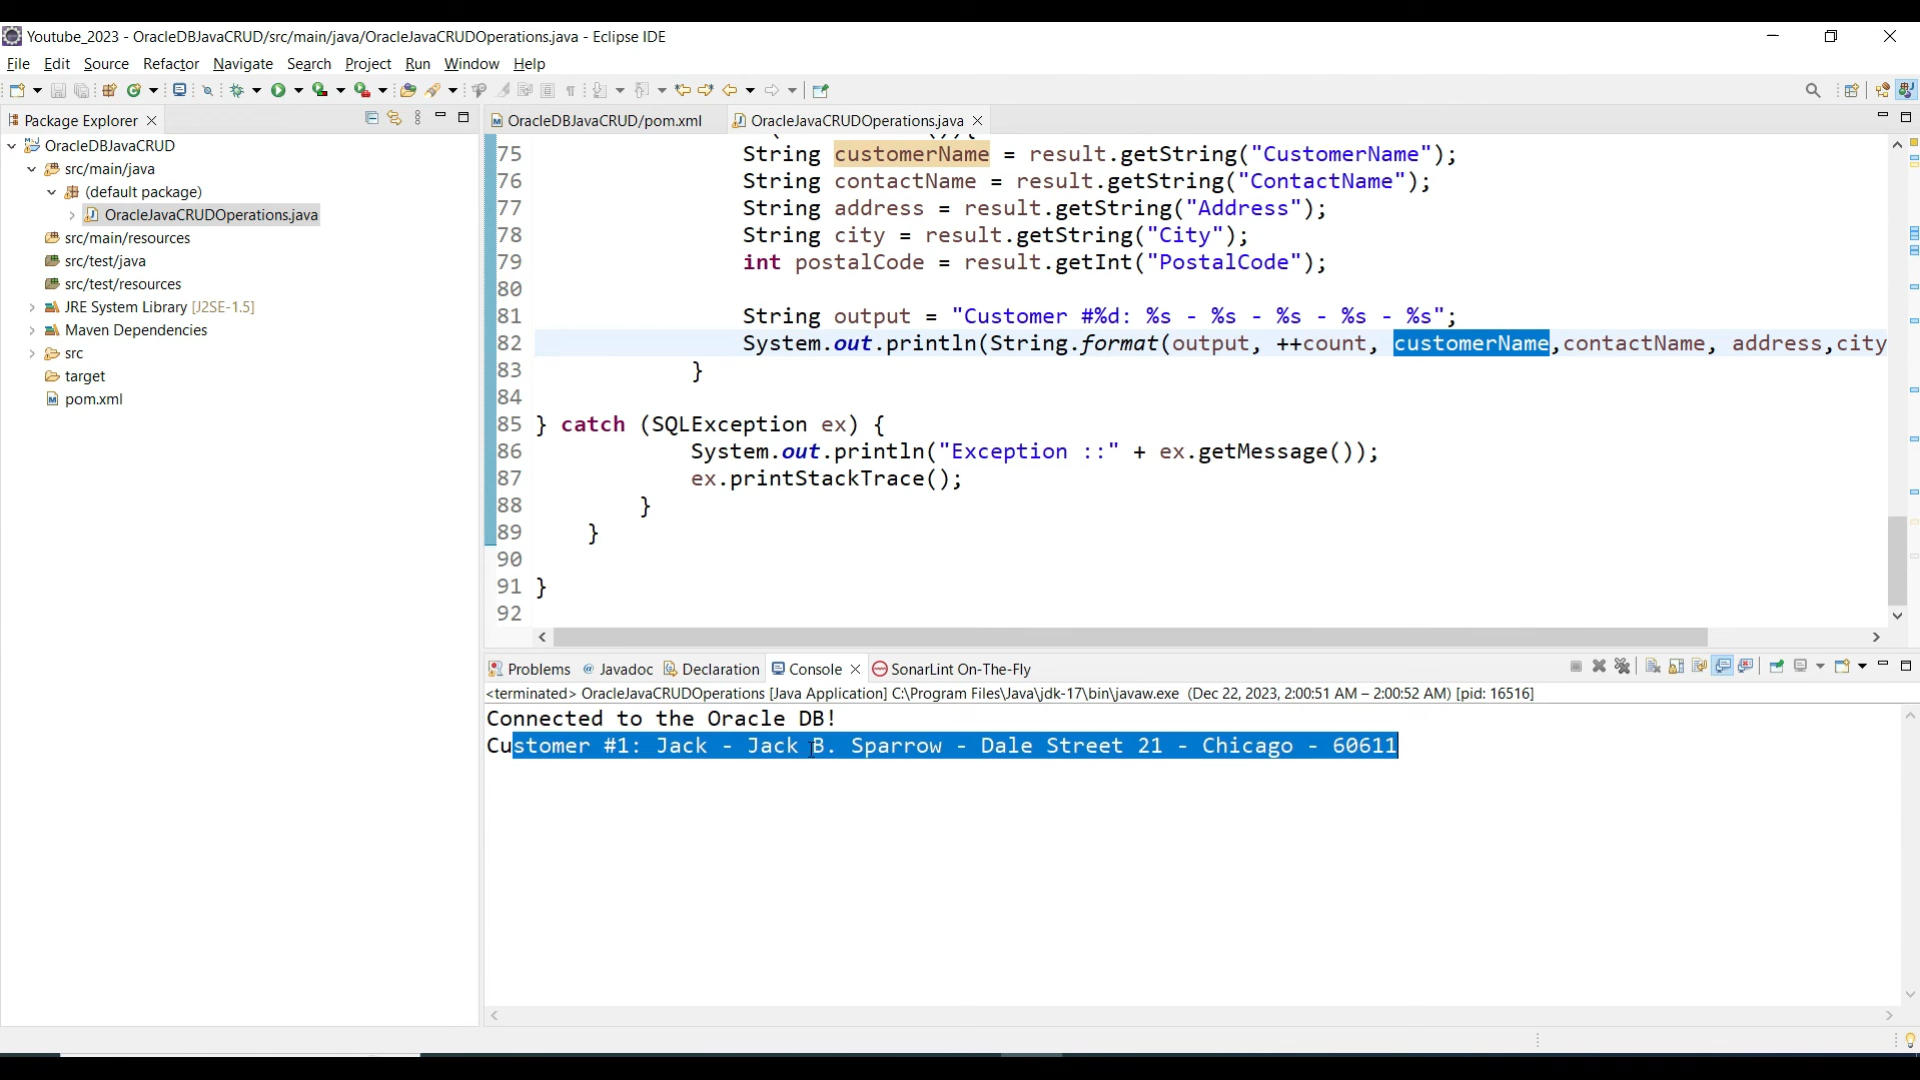 Youtube_2023 - OracleDBJavaCRUD/src/main/java/OracleJavaCRUDOperations.java - Eclipse IDE
File Edit Source Refactor Navigate Search Project Run Window Help
Package Explorer
OracleDBJavaCRUD/pom.xml OracleJavaCRUDOperations.java
OracleDBJavaCRUD
src/main/java
(default package)
OracleJavaCRUDOperations.java
src/main/resources
src/test/java
src/test/resources
JRE System Library [J2SE-1.5]
Maven Dependencies
src
target
pom.xml
75 String customerName = result.getString("CustomerName");
76 String contactName = result.getString("ContactName");
77 String address = result.getString("Address");
78 String city = result.getString("City");
79 int postalCode = result.getInt("PostalCode");
80
81 String output = "Customer #%d: %s - %s - %s - %s - %s";
82 System.out.println(String.format(output, ++count, customerName,contactName, address,city
83 }
84
85 } catch (SQLException ex) {
86 System.out.println("Exception ::" + ex.getMessage());
87 ex.printStackTrace();
88 }
89 }
90
91 }
92
Problems Javadoc Declaration Console SonarLint On-The-Fly
<terminated> OracleJavaCRUDOperations [Java Application] C:\Program Files\Java\jdk-17\bin\javaw.exe (Dec 22, 2023, 2:00:51 AM – 2:00:52 AM) [pid: 16516]
Connected to the Oracle DB!
Customer #1: Jack - Jack B. Sparrow - Dale Street 21 - Chicago - 60611